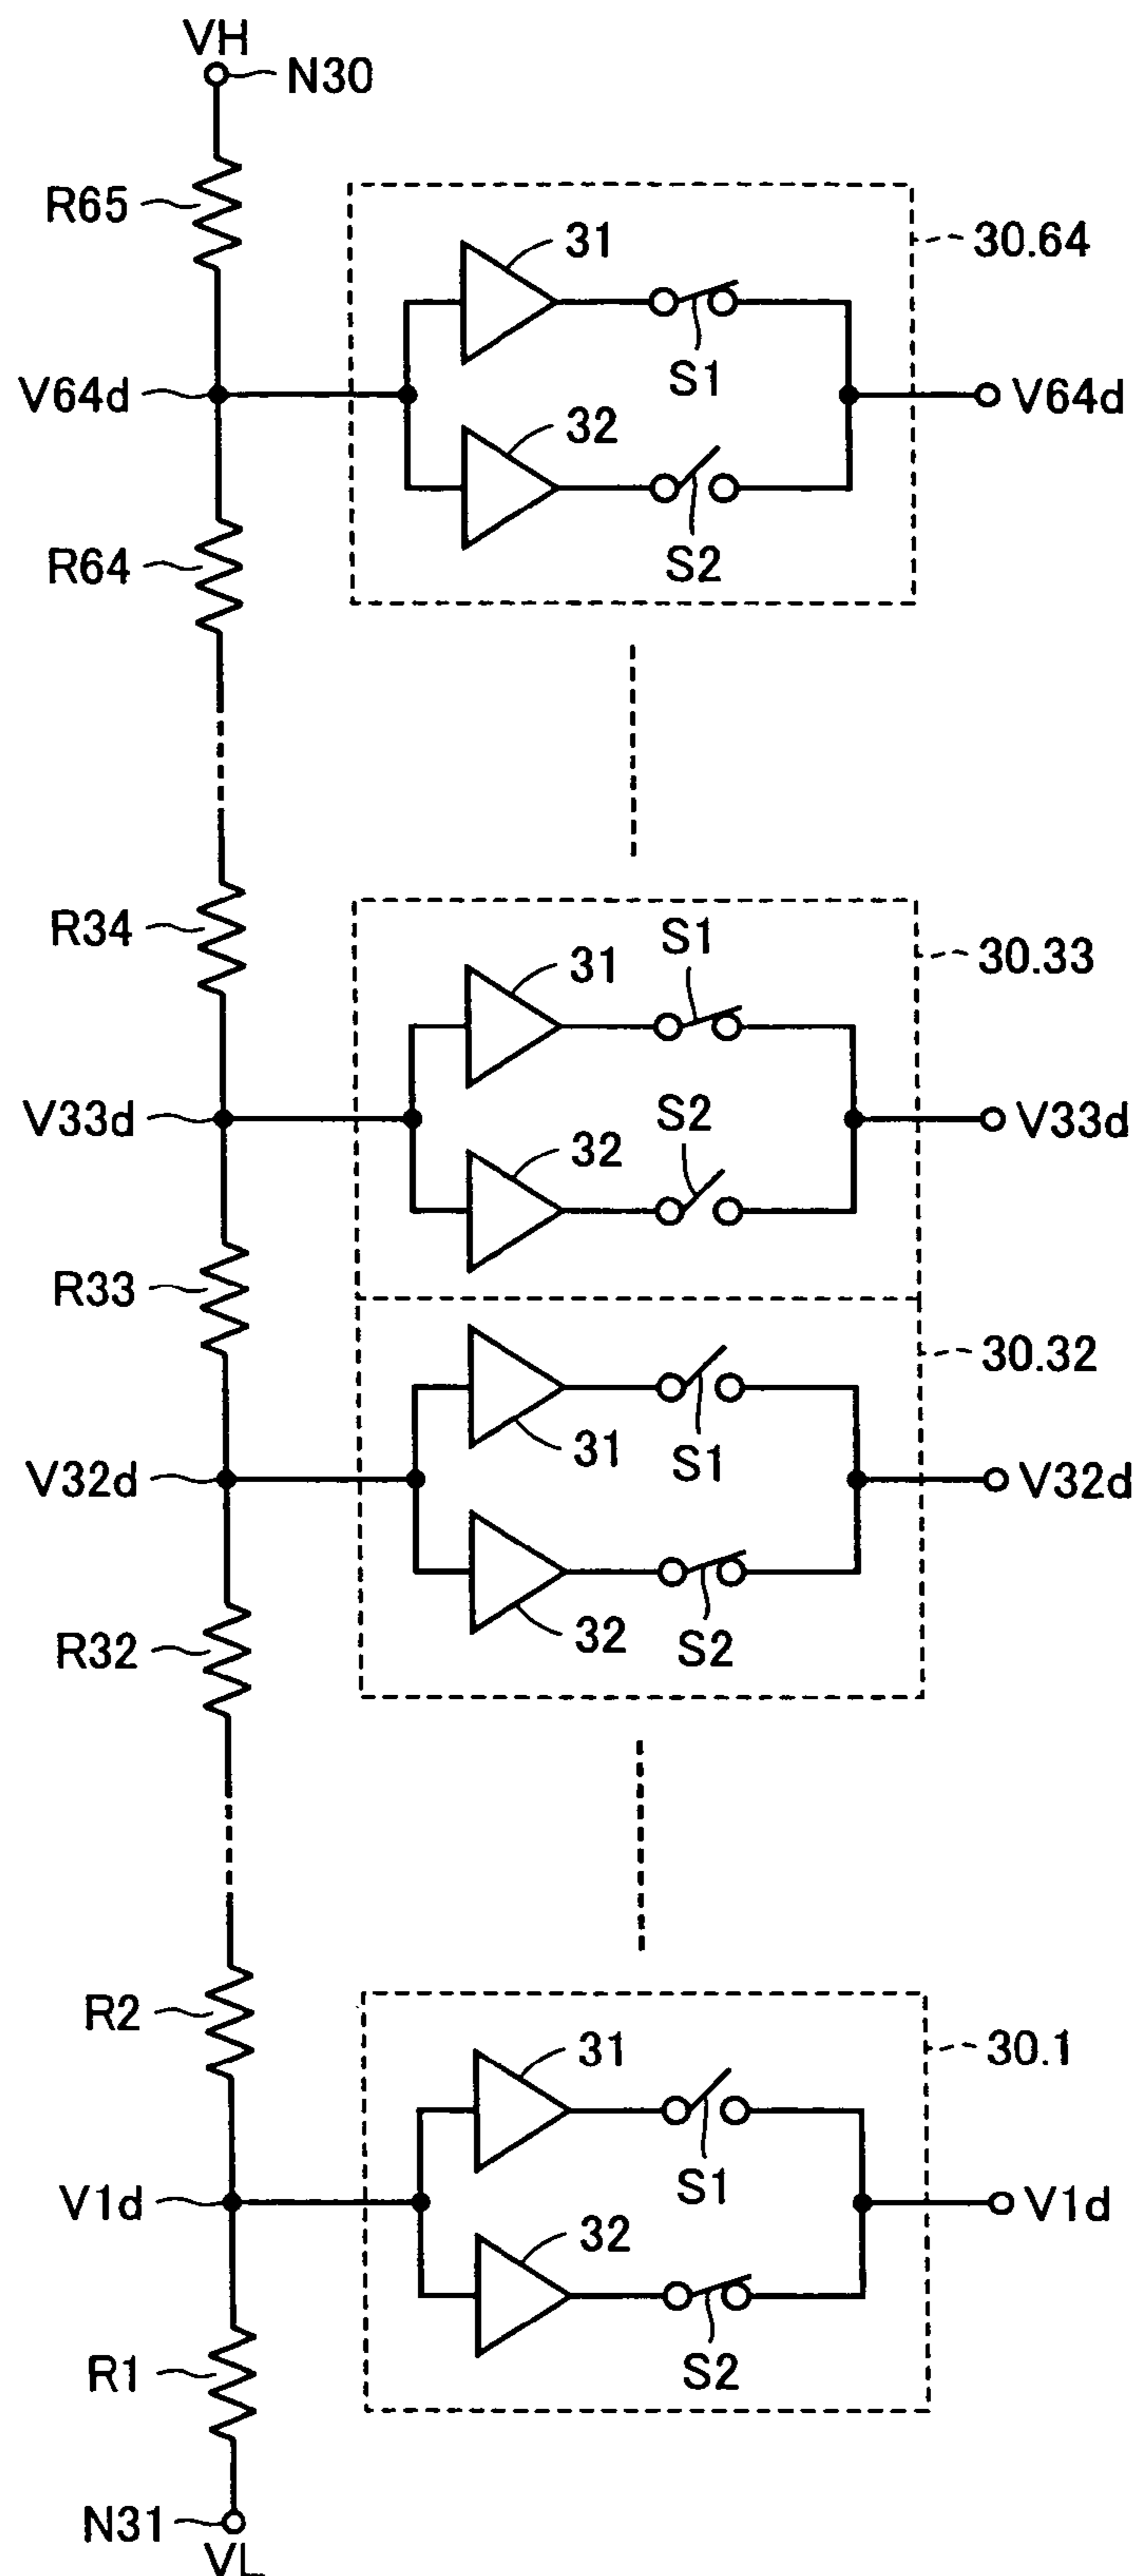 VH
N30
R65
31
30.64
S1
V64d
V64d
32
S2
R64
R34
S1
31
30.33
V33d
S2
V33d
32
R33
30.32
31
S1
V32d
V32d
R32
32
S2
R2
31
30.1
S1
V1d
V1d
32
R1
S2
N31
VL